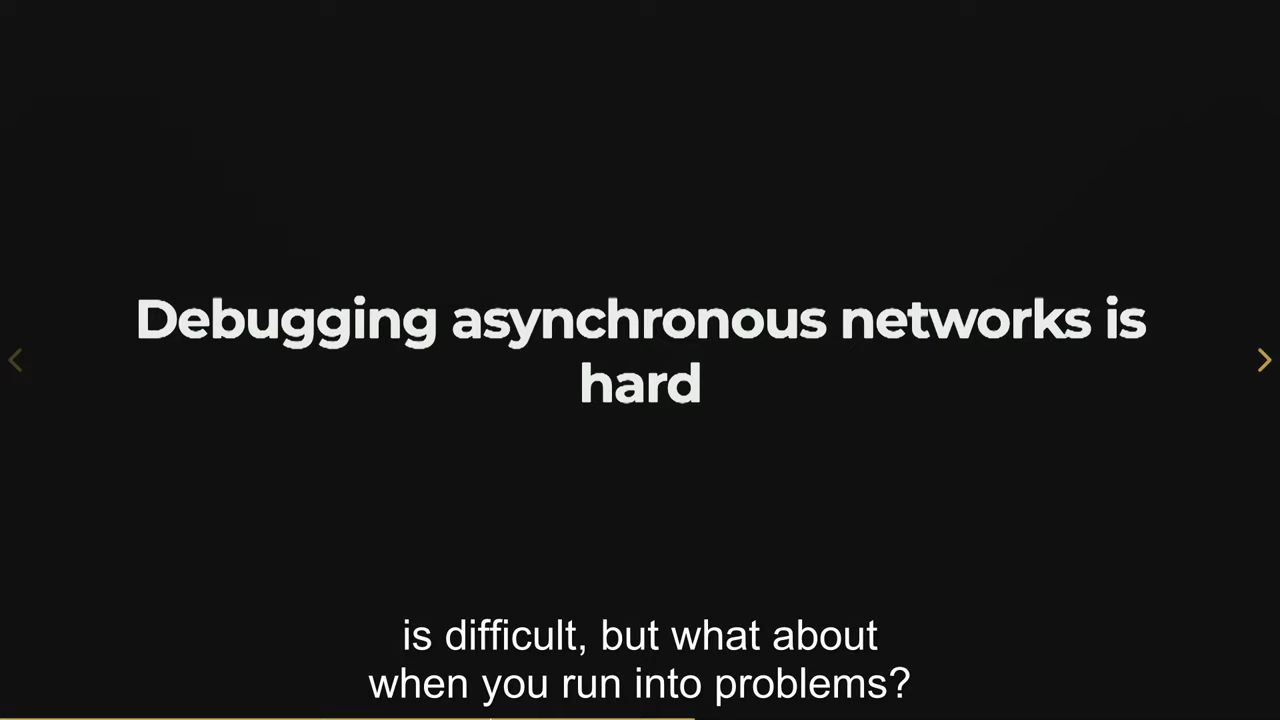 Debugging asynchronous networks is
hard
is difficult, but what about
when you run into problems?